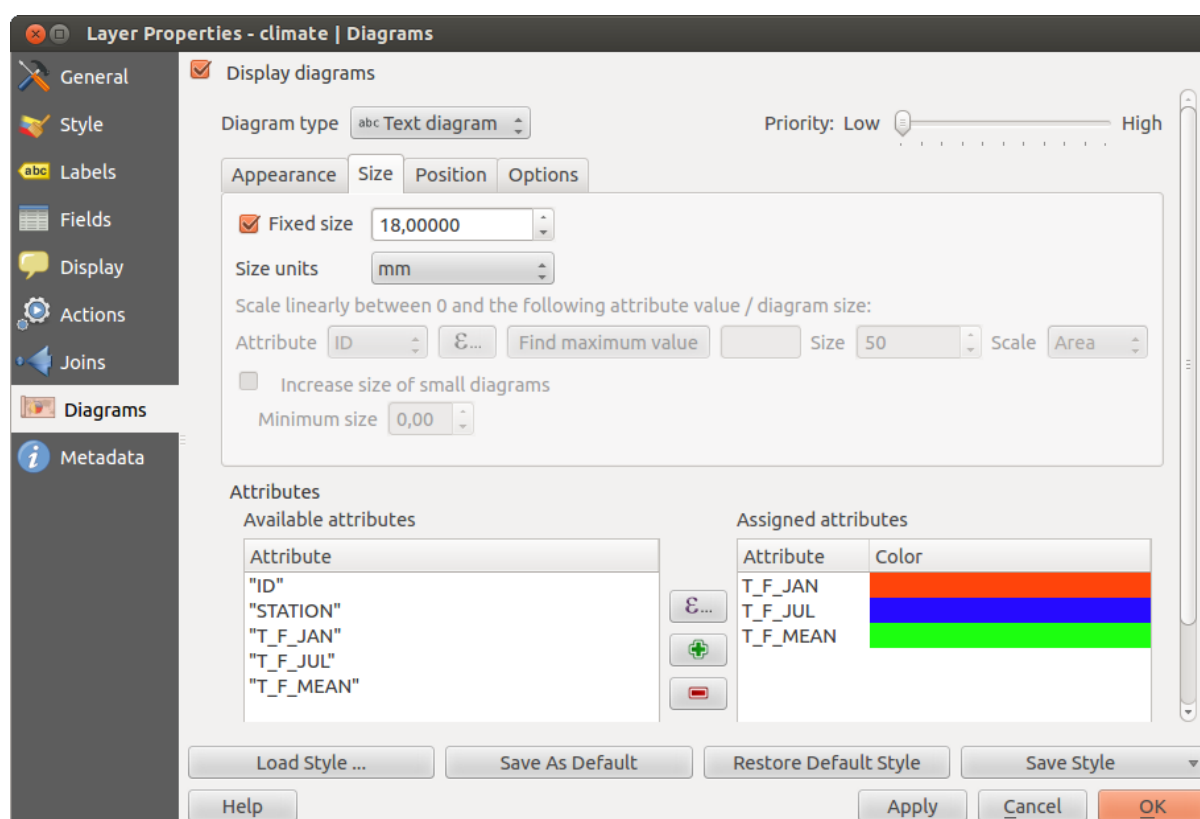 Layer Properties - climate | Diagrams
General
Style
abc Labels
Fields
Display
Actions
Joins
Diagrams
i Metadata
Display diagrams
Diagram type abc Text diagram Priority: Low High
Appearance Size Position Options
Fixed size 18,00000
Size units mm
Scale linearly between 0 and the following attribute value / diagram size:
Attribute ID ε... Find maximum value Size 50 Scale Area
Increase size of small diagrams
Minimum size 0,00
Attributes
Available attributes
Attribute
"ID"
"STATION"
"T_F_JAN"
"T_F_JUL"
"T_F_MEAN"
ε...
Assigned attributes
Attribute Color
T_F_JAN
T_F_JUL
T_F_MEAN
Load Style ... Save As Default Restore Default Style Save Style
Help Apply Cancel OK